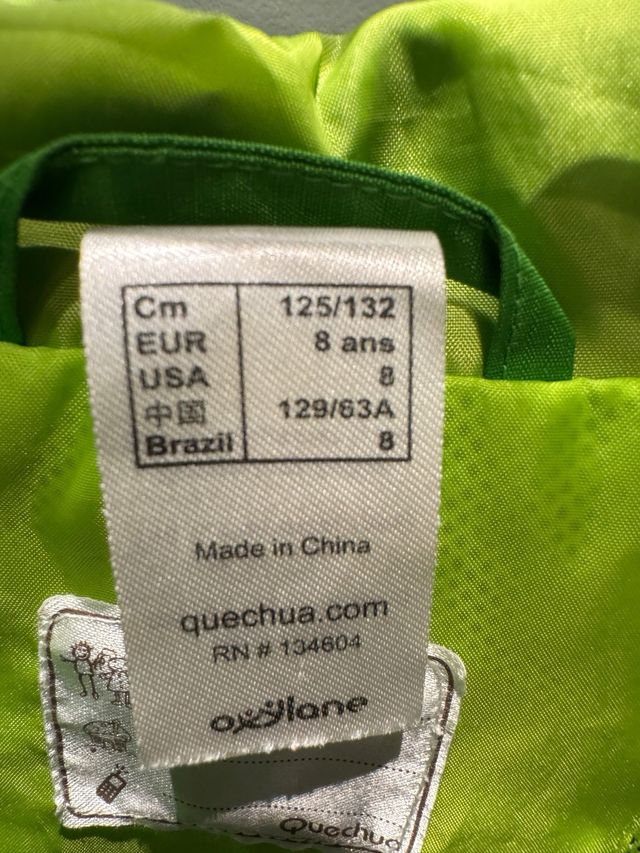 Cm 125/132
EUR 8 ans
USA 8
中国 129/63A
Brazil 8
Made in China
quechua.com
RN # 134604
oxylane
Quechua